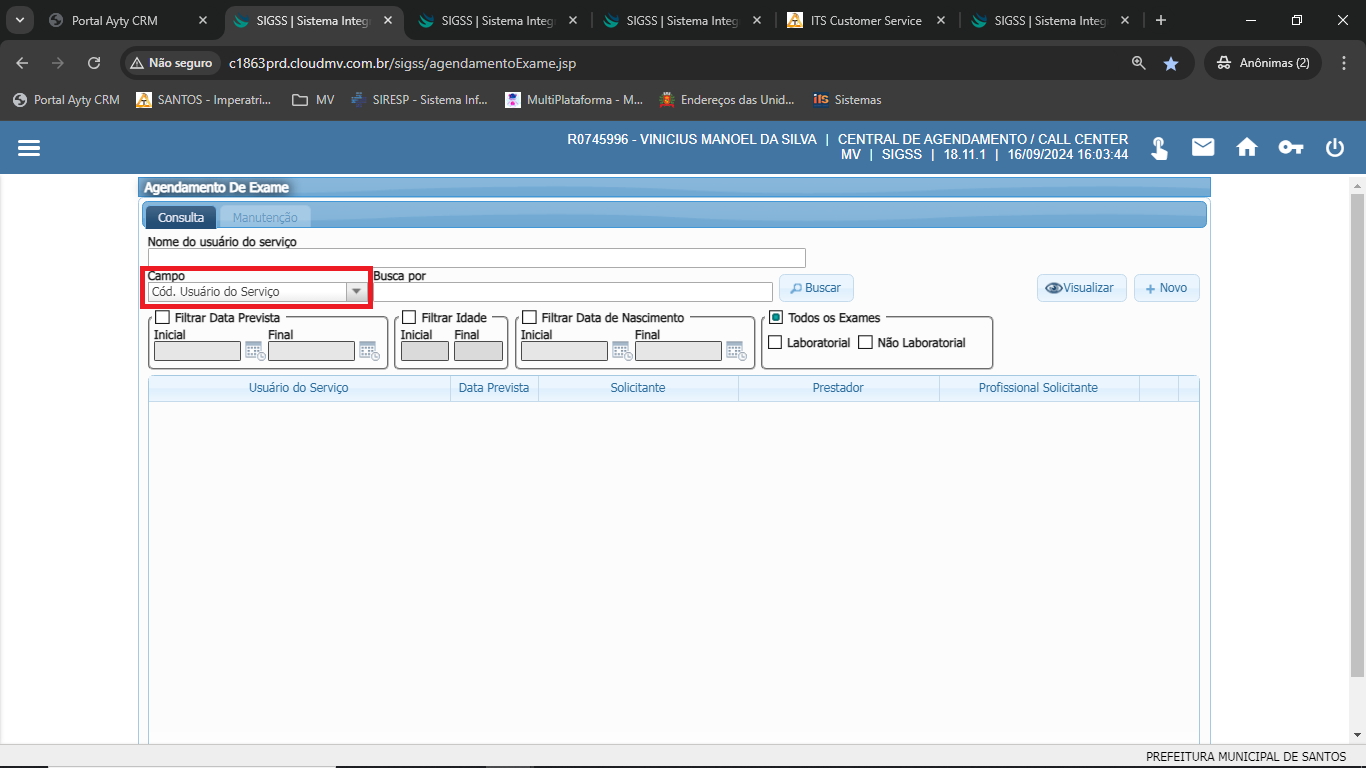 Portal Ayty CRM
SIGSS | Sistema Integr
SIGSS | Sistema Integr
SIGSS | Sistema Integr
ITS Customer Service
SIGSS | Sistema Integr
Não seguro
c1863prd.cloudmv.com.br/sigss/agendamentoExame.jsp
Anônimas (2)
Portal Ayty CRM
SANTOS - Imperatri...
MV
SIRESP - Sistema Inf...
MultiPlataforma - M...
Endereços das Unid...
Sistemas
R0745996 - VINICIUS MANOEL DA SILVA | CENTRAL DE AGENDAMENTO / CALL CENTER
MV | SIGSS | 18.11.1 | 16/09/2024 16:03:44
Agendamento De Exame
Consulta Manutenção
Nome do usuário do serviço
Campo Busca por
Cód. Usuário do Serviço Buscar Visualizar + Novo
Filtrar Data Prevista Filtrar Idade Filtrar Data de Nascimento Todos os Exames
Inicial Final Inicial Final Inicial Final
Laboratorial Não Laboratorial
Usuário do Serviço Data Prevista Solicitante Prestador Profissional Solicitante
PREFEITURA MUNICIPAL DE SANTOS